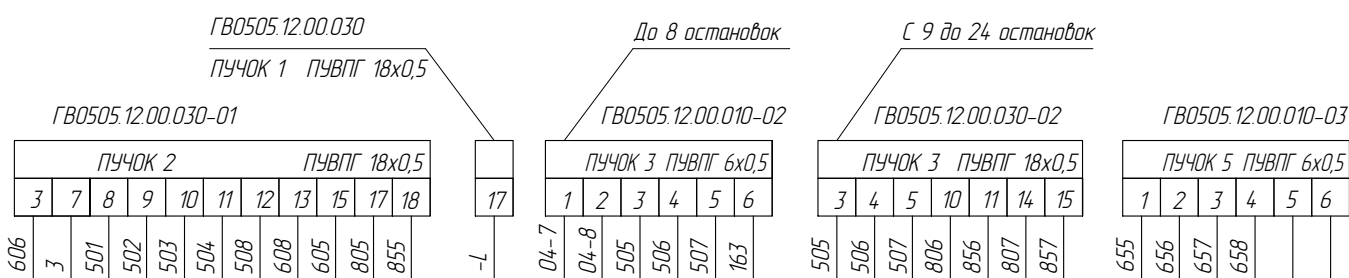 ГВ0505.12.00.030
До 8 остановок
С 9 до 24 остановок
ПУЧОК 1 ПУВПГ 18х0,5
ГВ0505.12.00.030-01
ГВ0505.12.00.010-02
ГВ0505.12.00.030-02
ГВ0505.12.00.010-03
ПУЧОК 2 ПУВПГ 18х0,5
ПУЧОК 3 ПУВПГ 6х0,5
ПУЧОК 3 ПУВПГ 18х0,5
ПУЧОК 5 ПУВПГ 6х0,5
3 7 8 9 10 11 12 13 15 17 18
17
1 2 3 4 5 6
3 4 5 10 11 14 15
1 2 3 4 5 6
606 3 501 502 503 504 508 608 605 805 855
-L
04-7 04-8 505 506 507 163
505 506 507 806 856 807 857
655 656 657 658